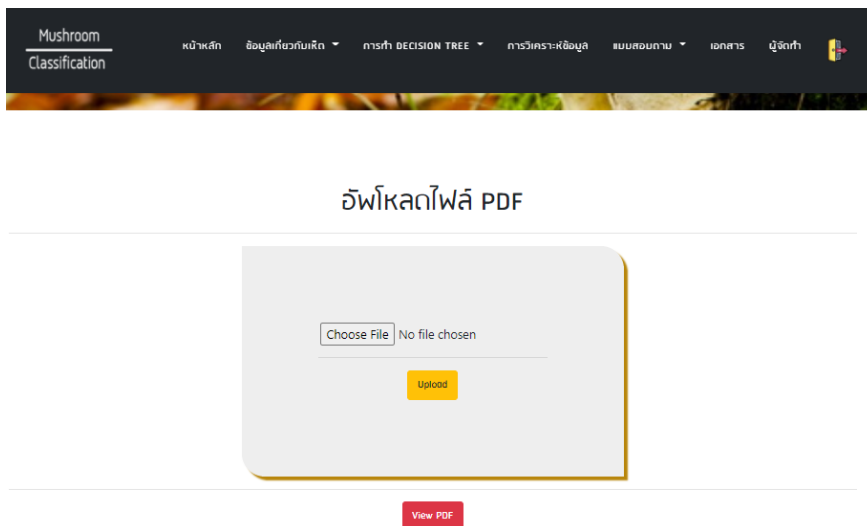 Mushroom
Classification
หน้าหลัก ข้อมูลเกี่ยวกับเห็ด การทำ DECISION TREE การวิเคราะห์ข้อมูล แบบสอบถาม เอกสาร ผู้จัดทำ
อัพโหลดไฟล์ PDF
Choose File No file chosen
Upload
View PDF